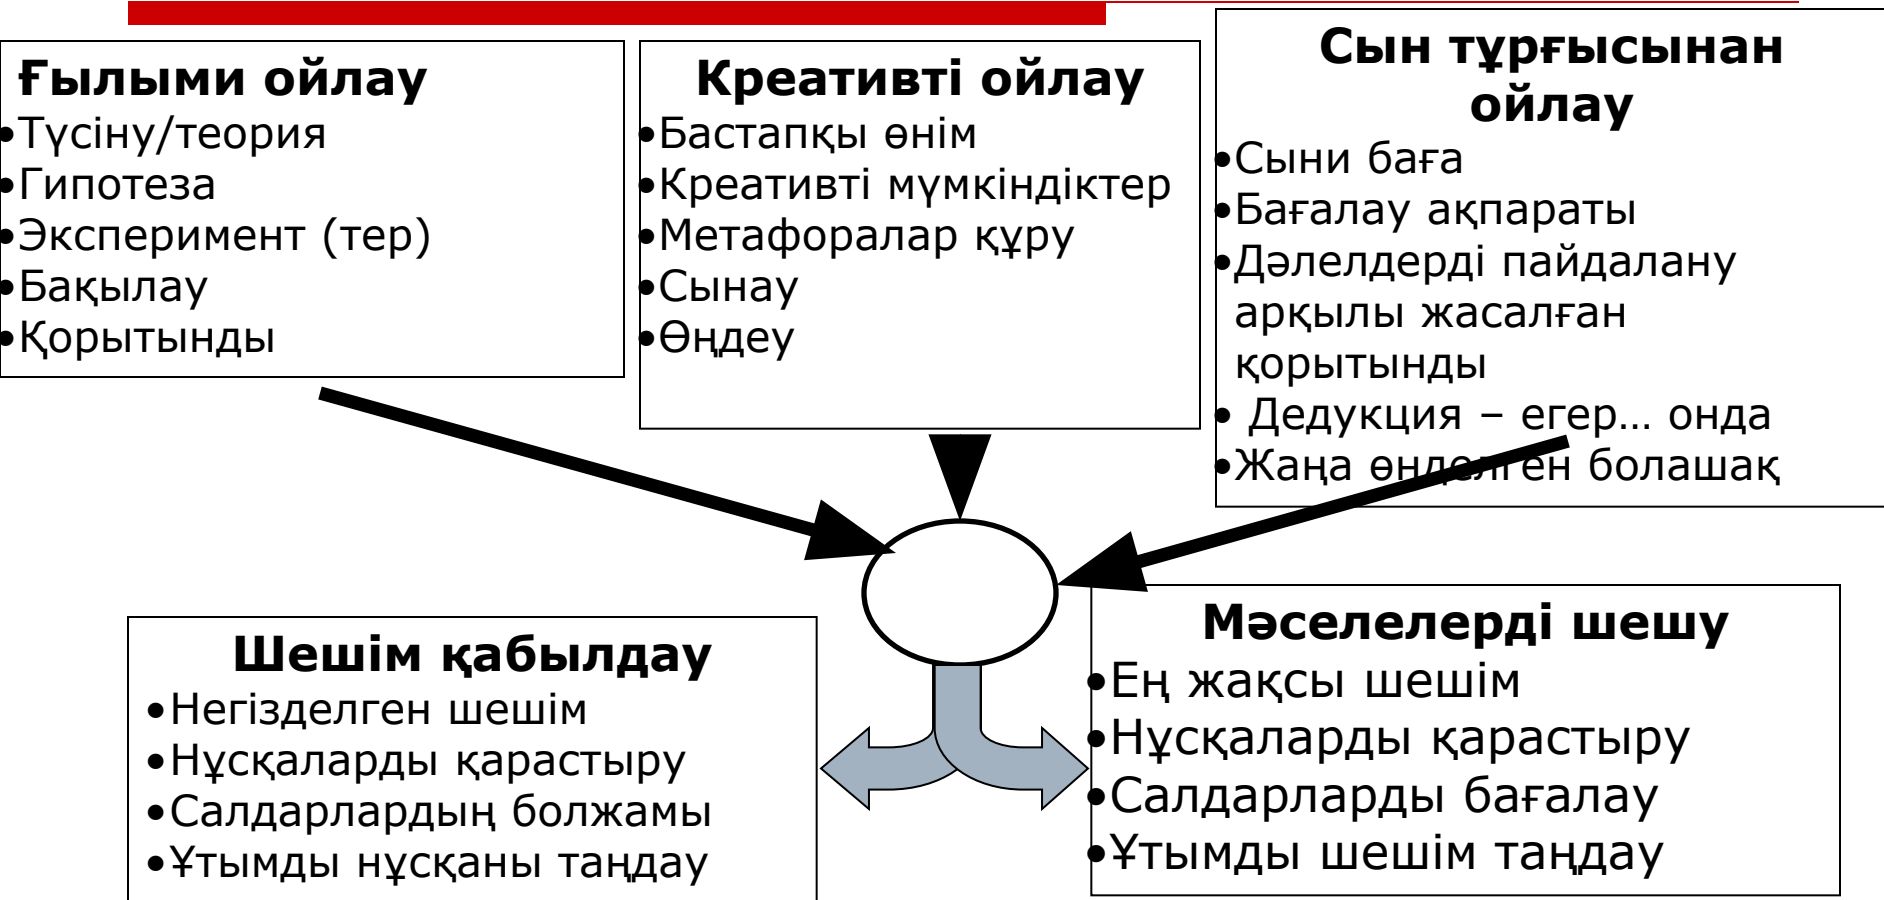 Ғылыми ойлау
•Түсіну/теория
•Гипотеза
•Эксперимент (тер)
•Бақылау
•Қорытынды
Креативті ойлау
•Бастапқы өнім
•Креативті мүмкіндіктер
•Метафоралар құру
•Сынау
•Өңдеу
Сын тұрғысынан
ойлау
•Сыни баға
•Бағалау ақпараты
•Дәлелдерді пайдалану
арқылы жасалған
қорытынды
• Дедукция – егер... онда
•Жаңа өнделген болашақ
Шешім қабылдау
•Негізделген шешім
•Нұсқаларды қарастыру
•Салдарлардың болжамы
•Ұтымды нұсқаны таңдау
Мәселелерді шешу
•Ең жақсы шешім
•Нұсқаларды қарастыру
•Салдарларды бағалау
•Ұтымды шешім таңдау